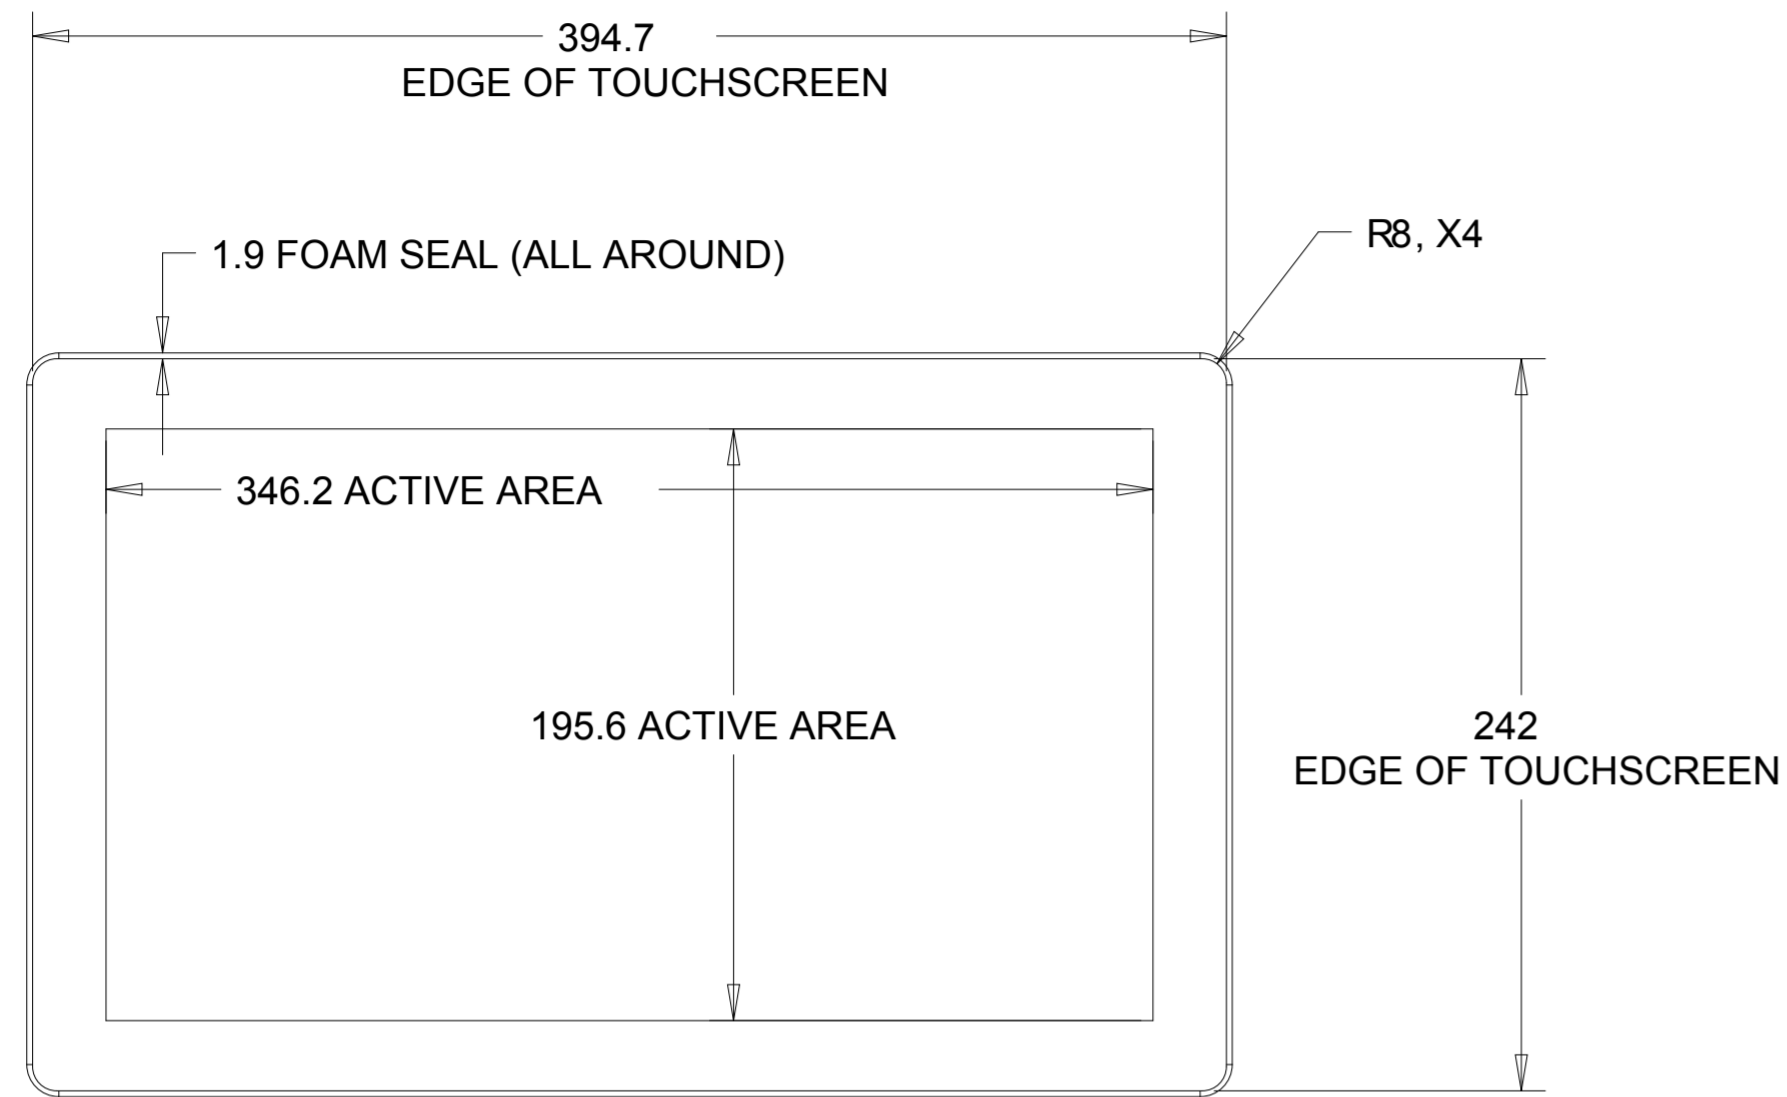 394.7
EDGE OF TOUCHSCREEN
R8, X4
1.9 FOAM SEAL (ALL AROUND)
346.2 ACTIVE AREA
195.6 ACTIVE AREA
242
EDGE OF TOUCHSCREEN